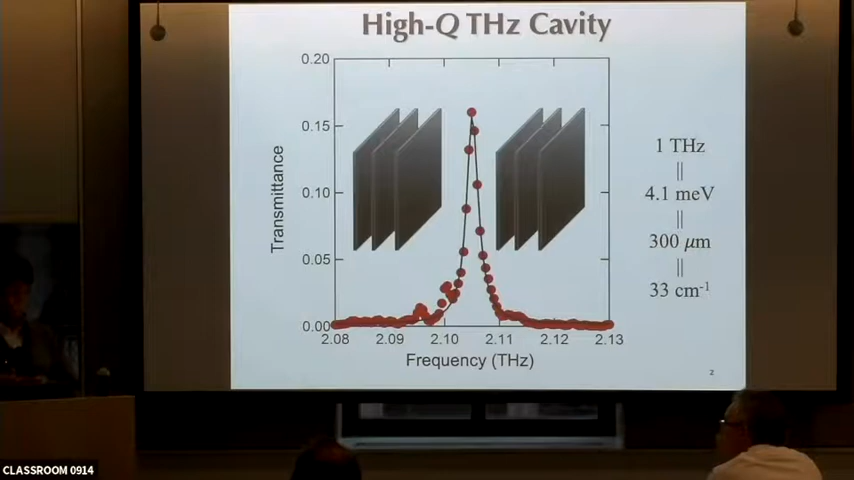 High-Q THz Cavity
0.20
0.15
0.10
0.05
0.00
Transmittance
2.08 2.09 2.10 2.11 2.12 2.13
Frequency (THz)
1 THz
||
4.1 meV
||
300 μm
||
33 cm⁻¹
2
CLASSROOM 0914